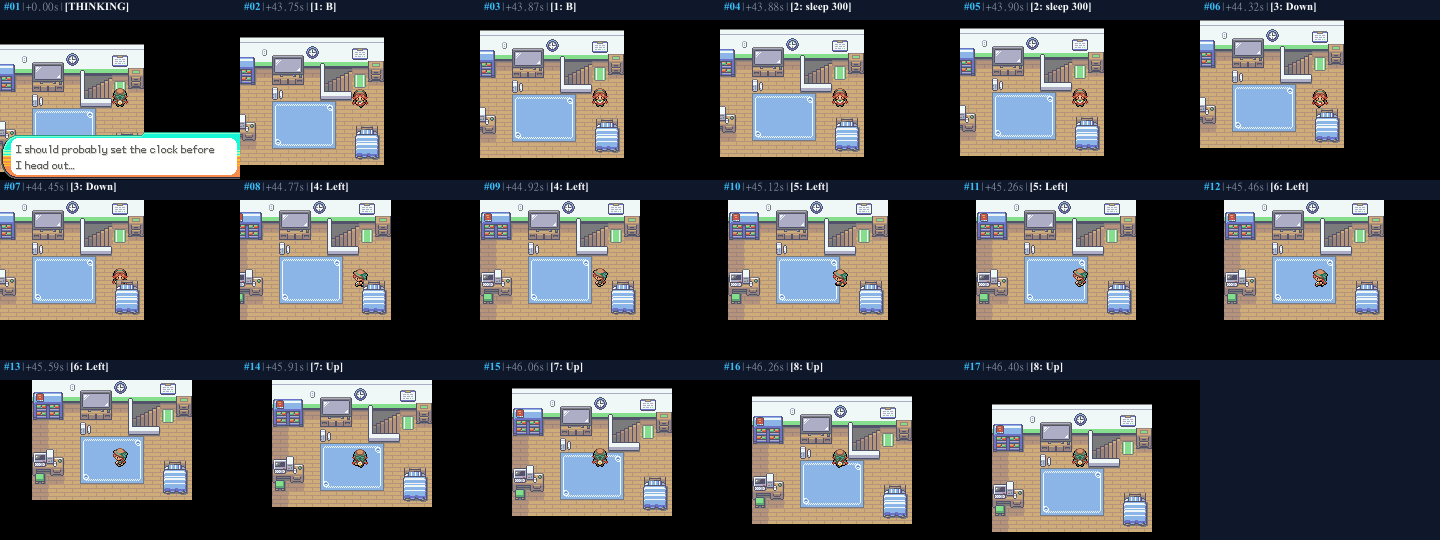 #01 | +0.00s | [THINKING]
#02 | +43.75s | [1: B]
#03 | +43.87s | [1: B]
#04 | +43.88s | [2: sleep 300]
#05 | +43.90s | [2: sleep 300]
#06 | +44.32s | [3: Down]
I should probably set the clock before
I head out...
#07 | +44.45s | [3: Down]
#08 | +44.77s | [4: Left]
#09 | +44.92s | [4: Left]
#10 | +45.12s | [5: Left]
#11 | +45.26s | [5: Left]
#12 | +45.46s | [6: Left]
#13 | +45.59s | [6: Left]
#14 | +45.91s | [7: Up]
#15 | +46.06s | [7: Up]
#16 | +46.26s | [8: Up]
#17 | +46.40s | [8: Up]